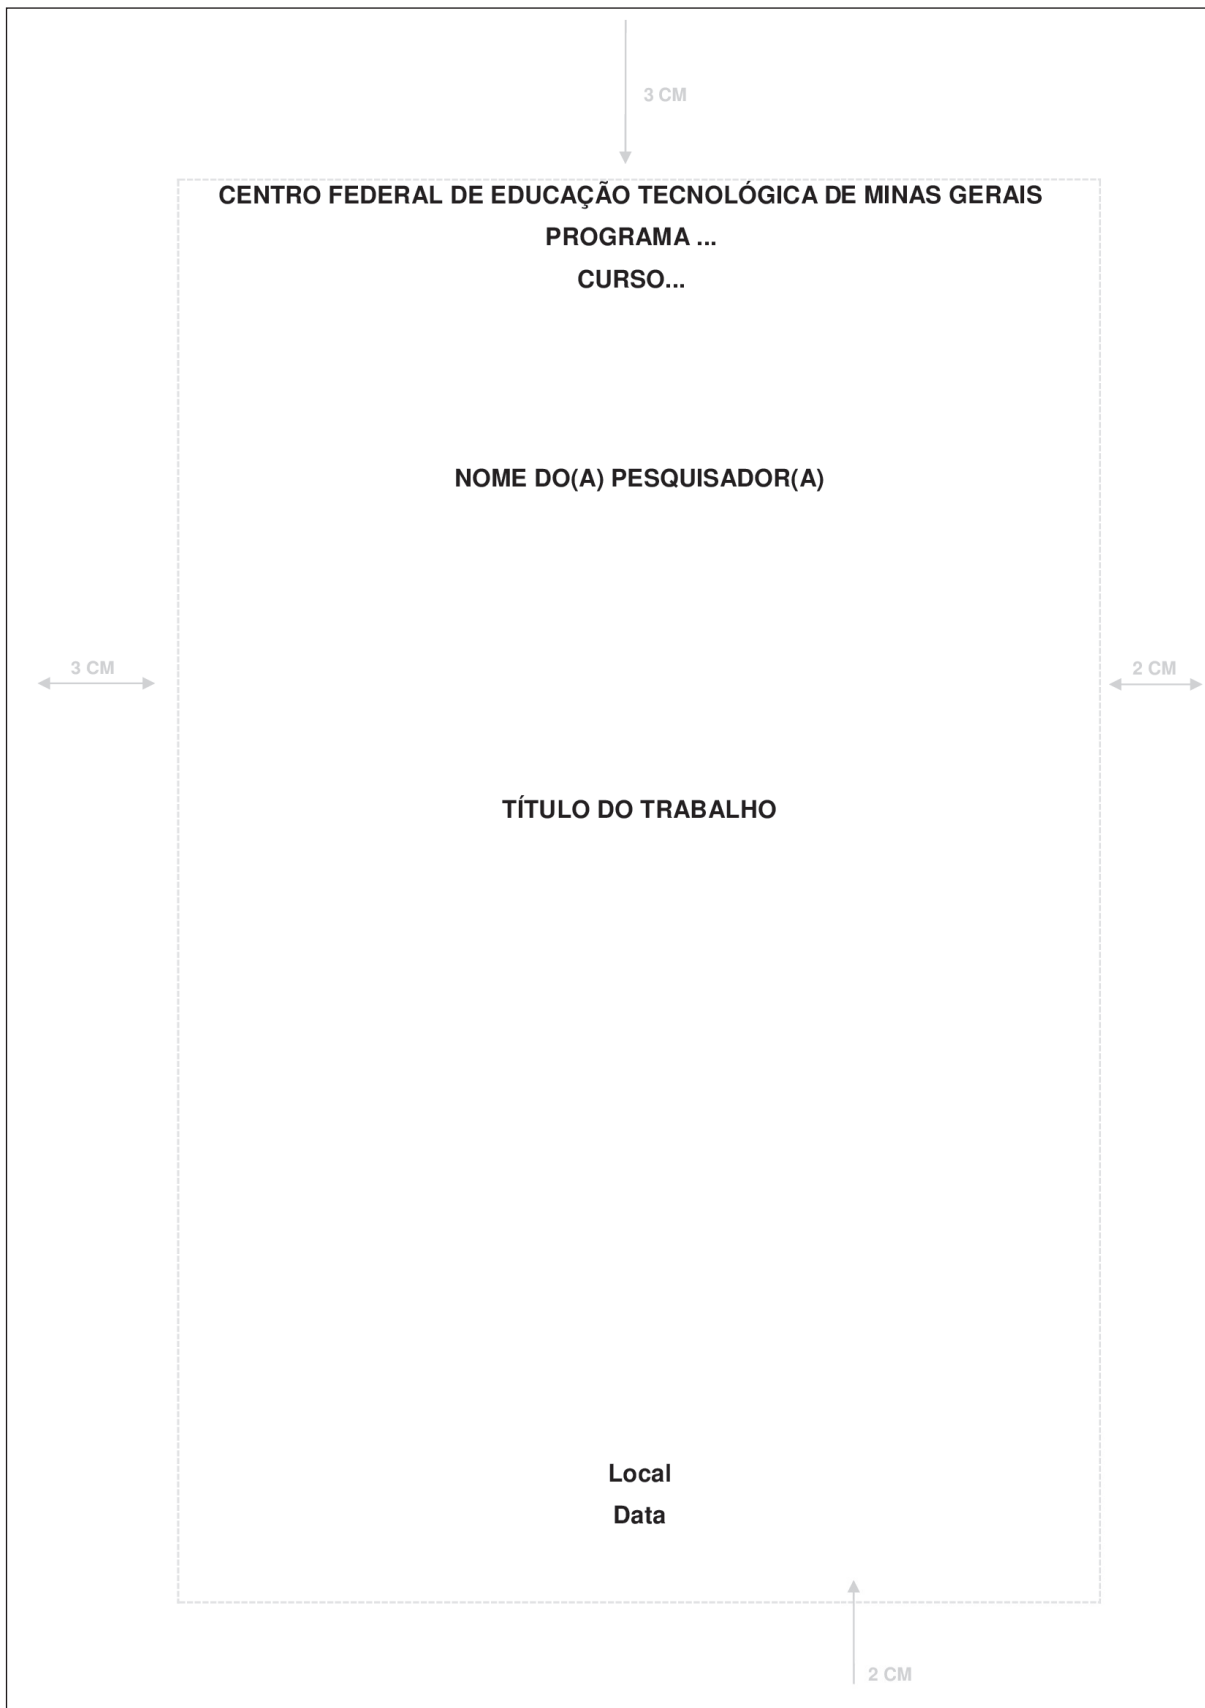 3 CM
CENTRO FEDERAL DE EDUCAÇÃO TECNOLÓGICA DE MINAS GERAIS
PROGRAMA ...
CURSO...
NOME DO(A) PESQUISADOR(A)
3 CM
2 CM
TÍTULO DO TRABALHO
Local
Data
2 CM